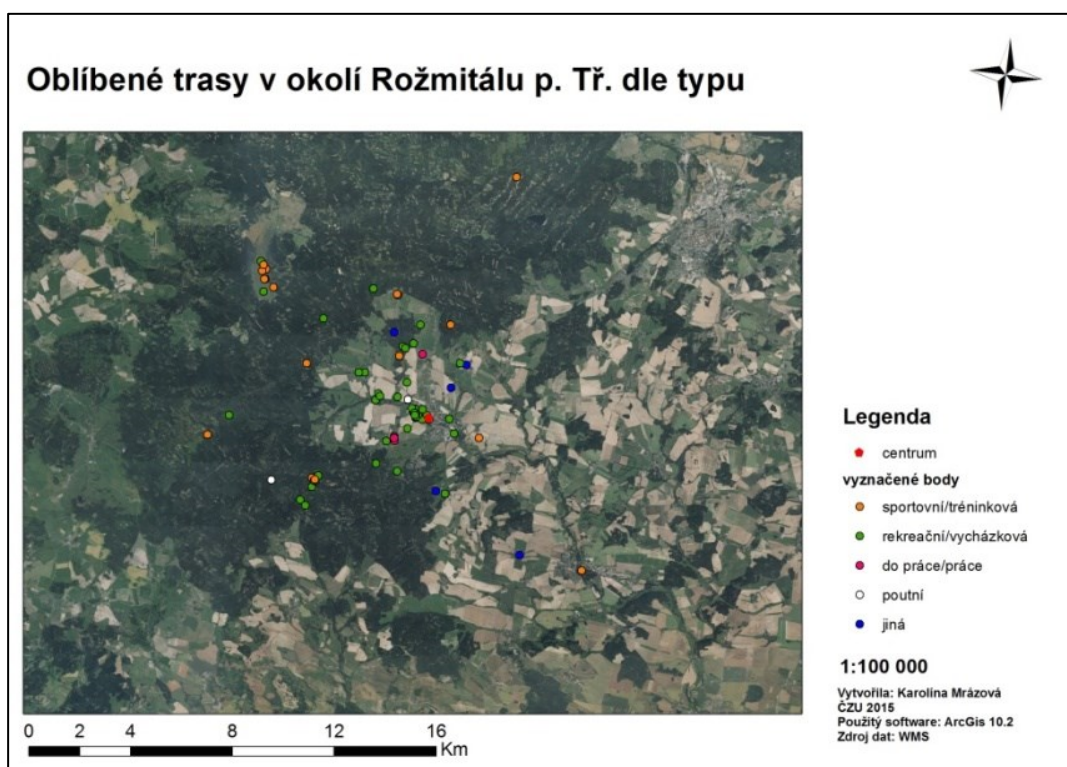 Oblíbené trasy v okolí Rožmitálu p. Tř. dle typu
Legenda
centrum
vyznačené body
sportovní/tréninková
rekreační/vycházková
do práce/práce
poutní
jiná
1:100 000
Vytvořila: Karolína Mrázová
ČZU 2015
Použitý software: ArcGis 10.2
Zdroj dat: WMS
0 2 4 8 12 16
Km